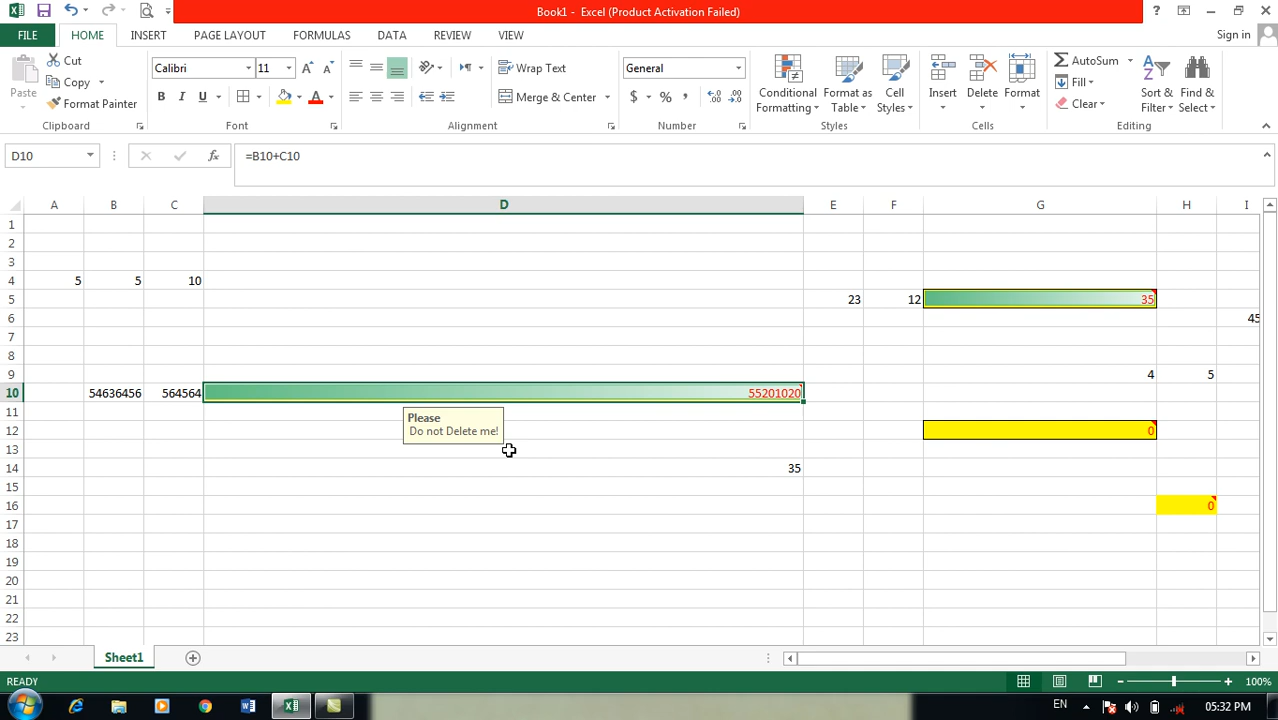 Book1 - Excel (Product Activation Failed)
FILE HOME INSERT PAGE LAYOUT FORMULAS DATA REVIEW VIEW Sign in
Paste
Cut
Copy
Format Painter
Clipboard
Calibri 11
B I U A
Font
Wrap Text
Merge & Center
Alignment
General
$ % ,
Number
Conditional Formatting
Format as Table
Cell Styles
Styles
Insert Delete Format
Cells
AutoSum
Fill
Clear
Sort & Filter
Find & Select
Editing
D10 fx =B10+C10
A B C D E F G H I
1
2
3
4 5 5 10
5 23 12 35
6 45
7
8
9 4 5
10 54636456 564564 55201020
11
Please
Do not Delete me!
12 0
13
14 35
15
16 0
17
18
19
20
21
22
23
Sheet1
READY 100%
EN 05:32 PM